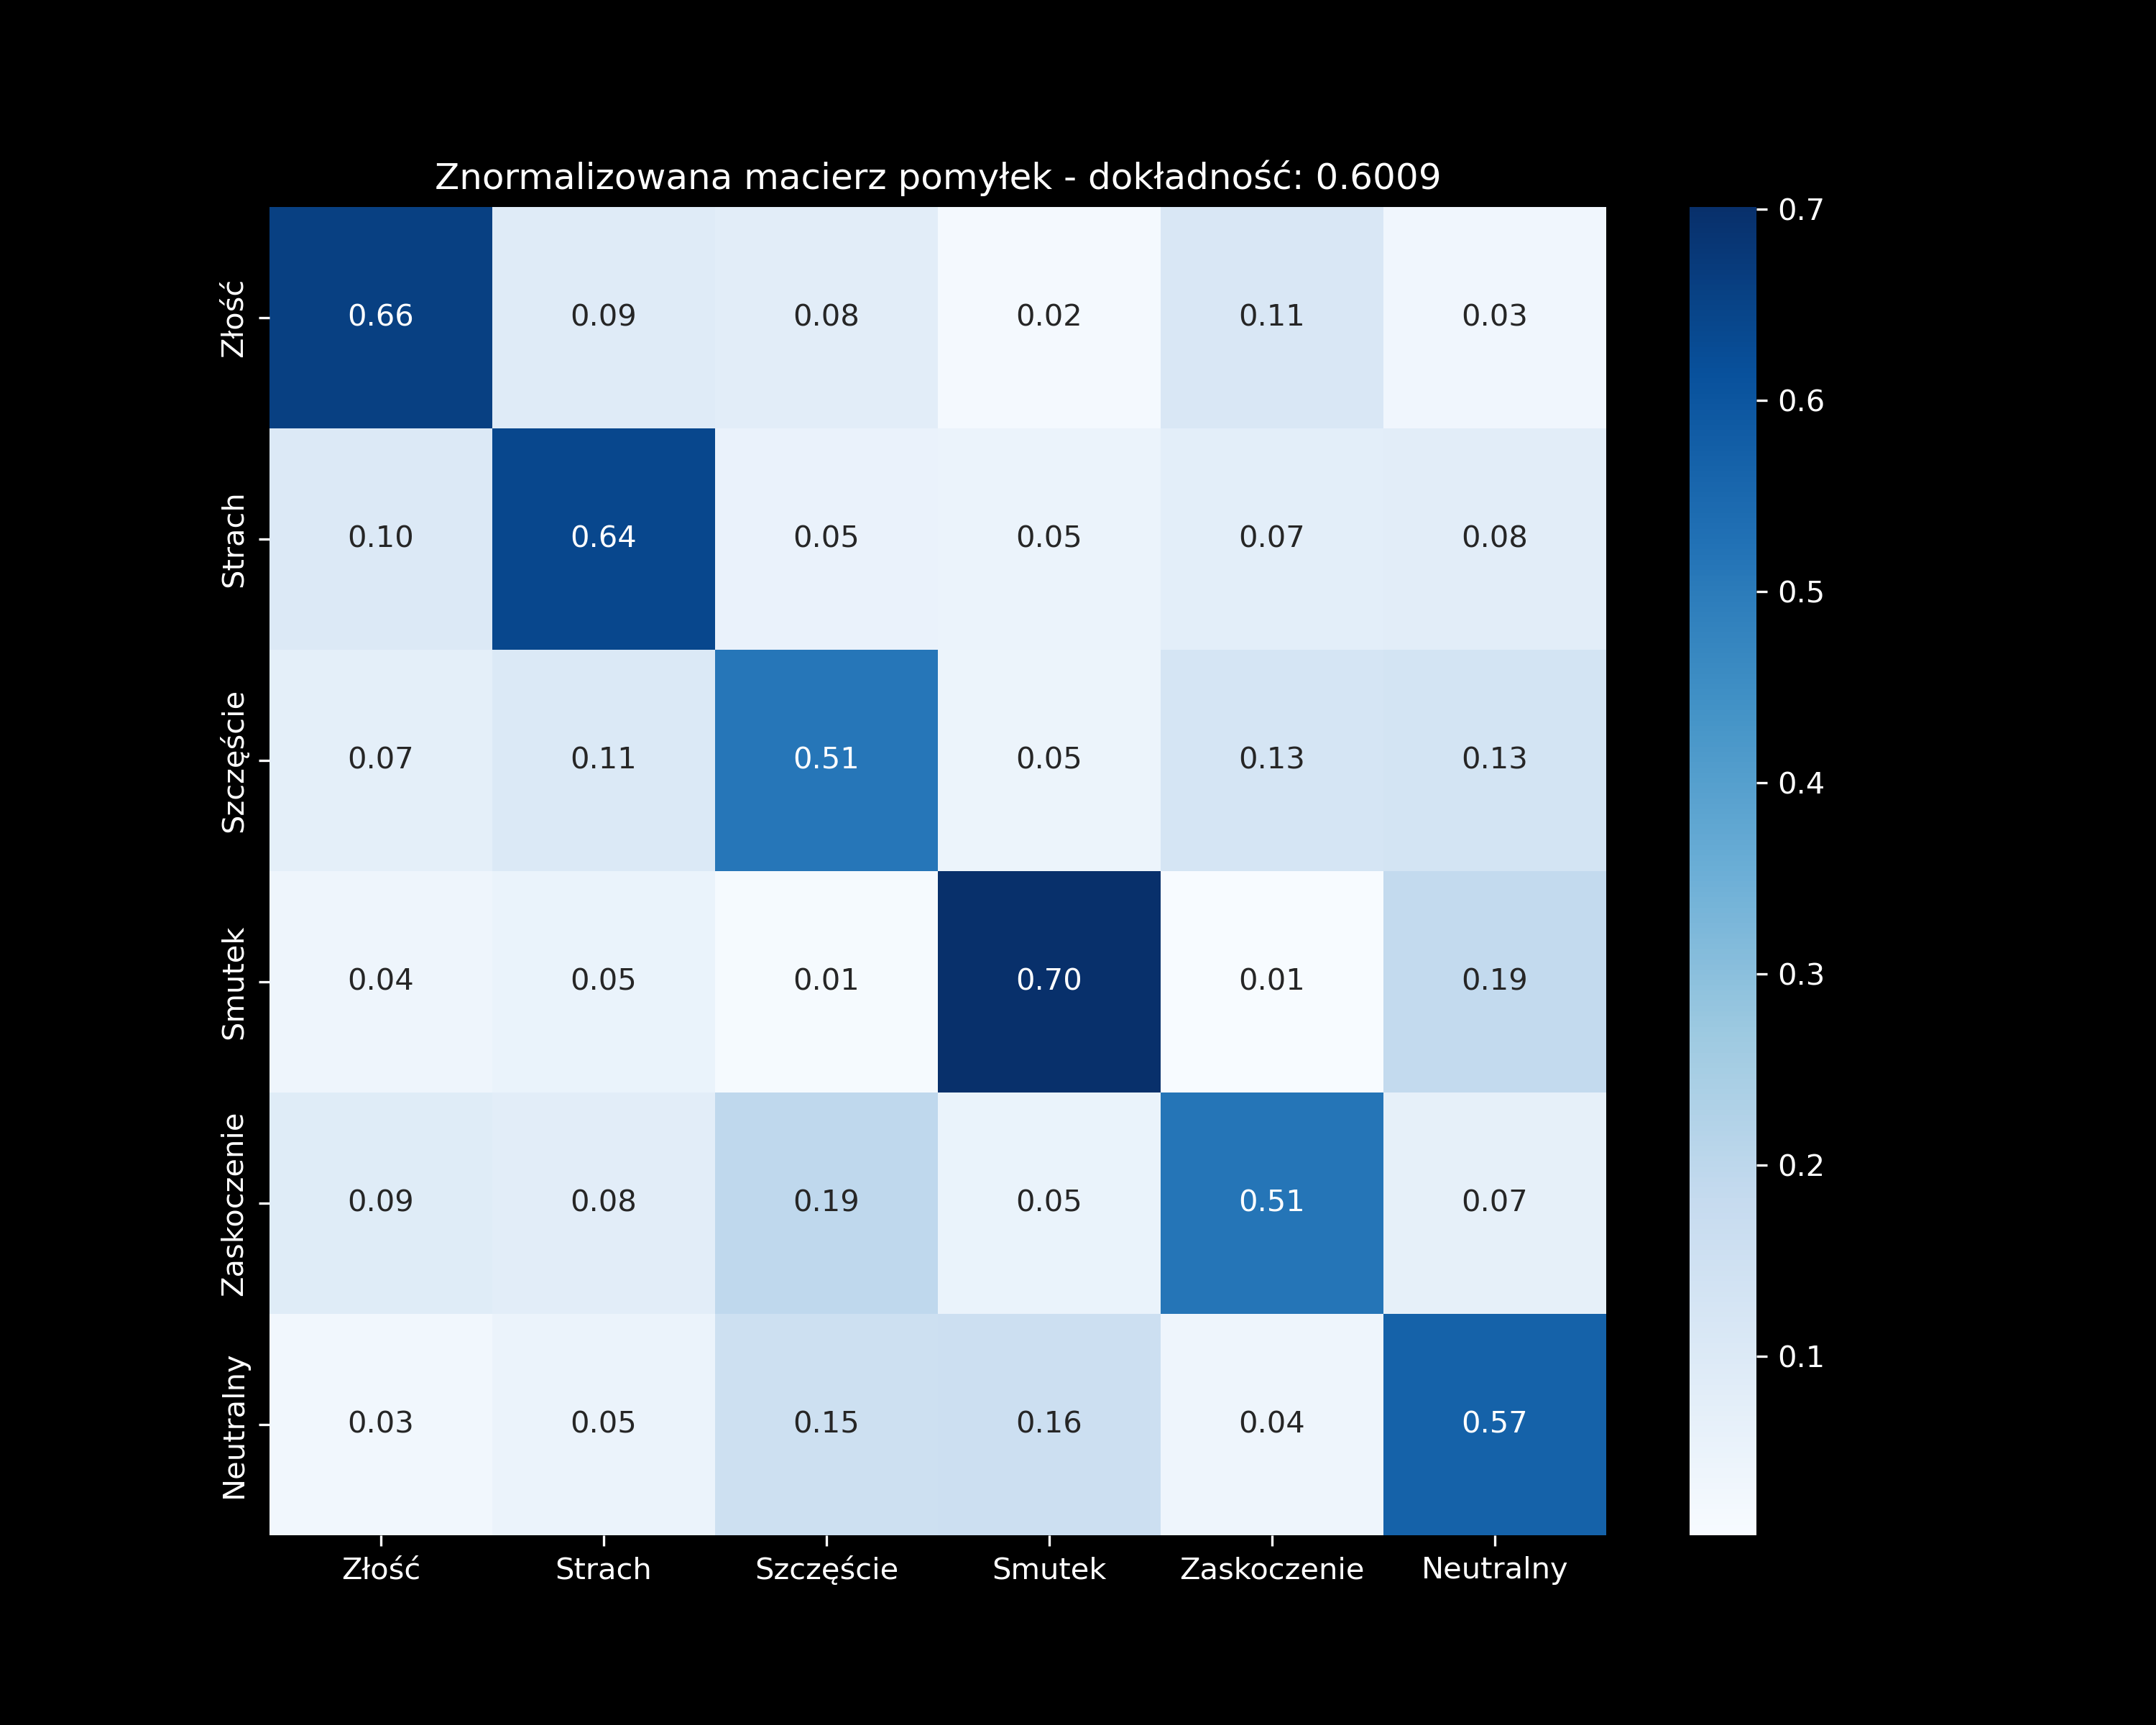 Znormalizowana macierz pomyłek - dokładność: 0.6009
Złość 0.66 0.09 0.08 0.02 0.11 0.03
Strach 0.10 0.64 0.05 0.05 0.07 0.08
Szczęście 0.07 0.11 0.51 0.05 0.13 0.13
Smutek 0.04 0.05 0.01 0.70 0.01 0.19
Zaskoczenie 0.09 0.08 0.19 0.05 0.51 0.07
Neutralny 0.03 0.05 0.15 0.16 0.04 0.57
Złość Strach Szczęście Smutek Zaskoczenie Neutralny
0.7
0.6
0.5
0.4
0.3
0.2
0.1